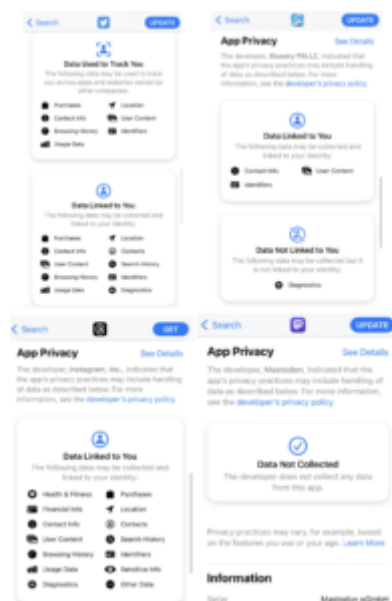 Search
UPDATE
Data Used to Track You
The following data may be used to track
you across apps and websites owned by
other companies:
Purchases
Location
Contact Info
User Content
Browsing History
Identifiers
Usage Data
Data Linked to You
The following data may be collected and
linked to your identity:
Purchases
Location
Contact Info
Contacts
User Content
Search History
Browsing History
Identifiers
Usage Data
Diagnostics
Search
UPDATE
App Privacy
See Details
The developer, Bluesky PBLLC, indicated that
the app's privacy practices may include handling
of data as described below. For more
information, see the developer's privacy policy.
Data Linked to You
The following data may be collected and
linked to your identity:
Contact Info
User Content
Identifiers
Data Not Linked to You
The following data may be collected but it
is not linked to your identity:
Diagnostics
Search
GET
App Privacy
See Details
The developer, Instagram, Inc., indicated that
the app's privacy practices may include handling
of data as described below. For more
information, see the developer's privacy policy.
Data Linked to You
The following data may be collected and
linked to your identity:
Health & Fitness
Purchases
Financial Info
Location
Contact Info
Contacts
User Content
Search History
Browsing History
Identifiers
Usage Data
Sensitive Info
Diagnostics
Other Data
Search
UPDATE
App Privacy
See Details
The developer, Mastodon, indicated that the
app's privacy practices may include handling of
data as described below. For more information,
see the developer's privacy policy.
Data Not Collected
The developer does not collect any data
from this app.
Privacy practices may vary, for example, based
on the features you use or your age. Learn More
Information
Seller
Mastodon gGmbH